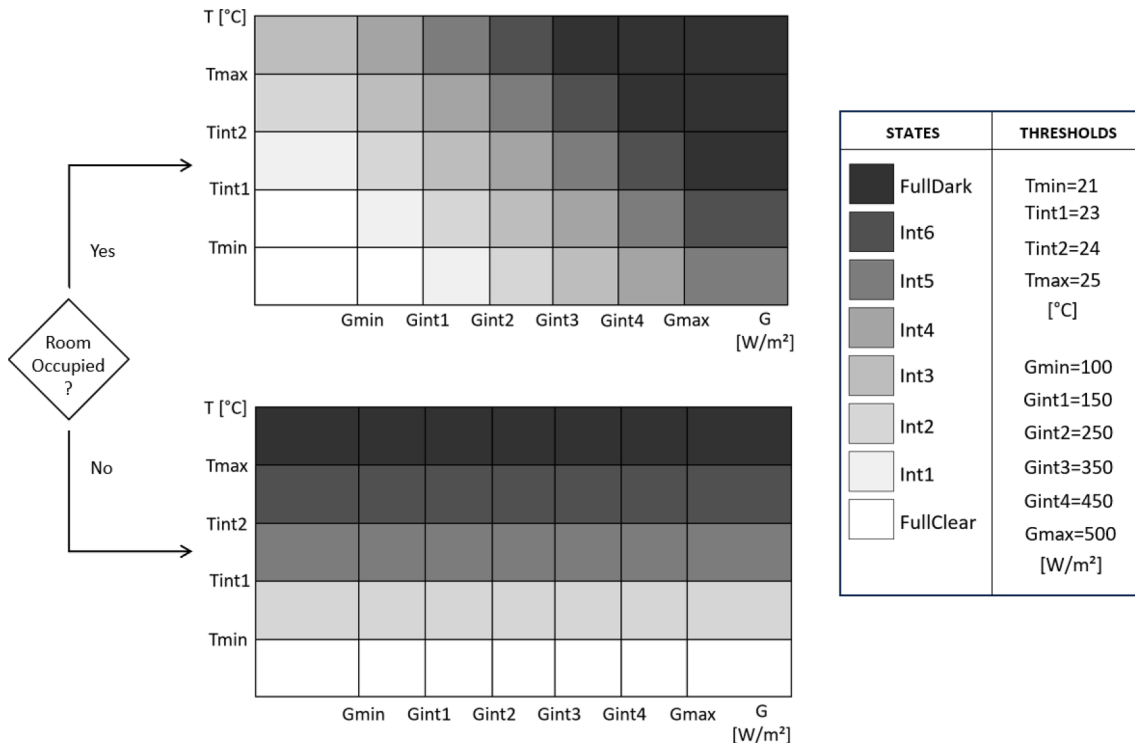 T [°C]
Tmax
Tint2
Tint1
Tmin
Gmin Gint1 Gint2 Gint3 Gint4 Gmax G
[W/m²]
Yes
Room
Occupied
?
No
T [°C]
Tmax
Tint2
Tint1
Tmin
Gmin Gint1 Gint2 Gint3 Gint4 Gmax G
[W/m²]
STATES THRESHOLDS
FullDark
Int6
Int5
Int4
Int3
Int2
Int1
FullClear
Tmin=21
Tint1=23
Tint2=24
Tmax=25
[°C]
Gmin=100
Gint1=150
Gint2=250
Gint3=350
Gint4=450
Gmax=500
[W/m²]